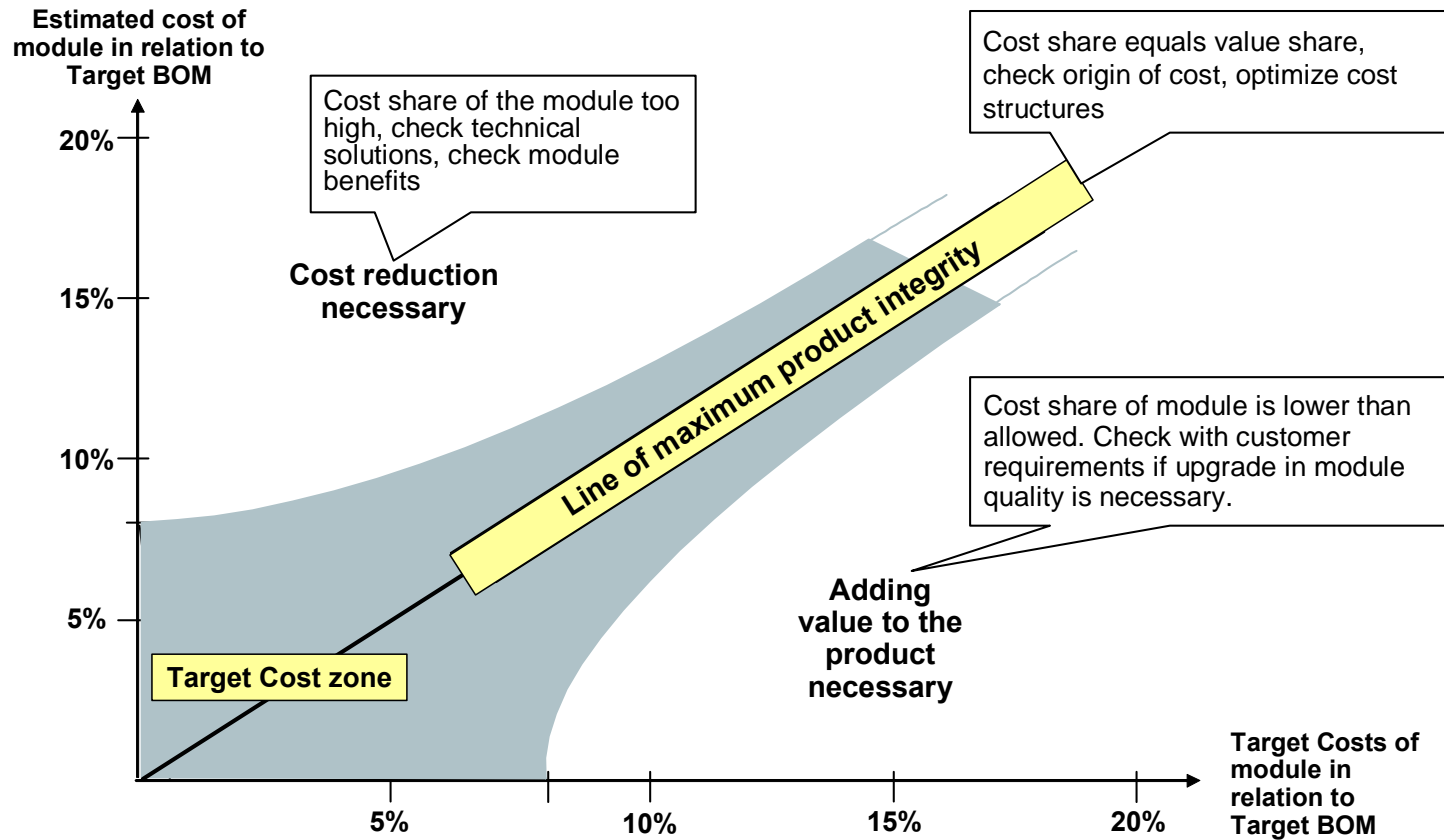 Estimated cost of
module in relation to
Target BOM
Cost share equals value share,
check origin of cost, optimize cost
structures
Cost share of the module too
high, check technical
solutions, check module
benefits
20%
Cost reduction
necessary
15%
Line of maximum product integrity
Cost share of module is lower than
allowed. Check with customer
requirements if upgrade in module
quality is necessary.
10%
Adding
value to the
product
necessary
5%
Target Cost zone
Target Costs of
module in
relation to
Target BOM
5%
10%
15%
20%